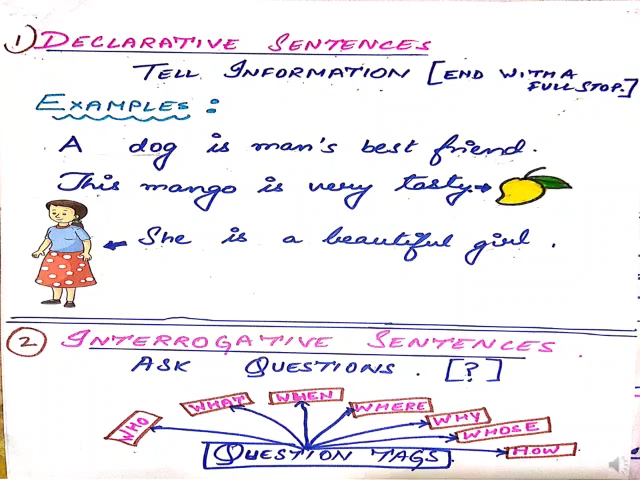 1) DECLARATIVE SENTENCES
TELL INFORMATION [END WITH A
FULL STOP.]
EXAMPLES :
A dog is man's best friend.
This mango is very tasty.
She is a beautiful girl.
2 INTERROGATIVE SENTENCES.
ASK QUESTIONS. [?]
WHO WHAT WHEN WHERE WHY WHOSE HOW
QUESTION TAGS